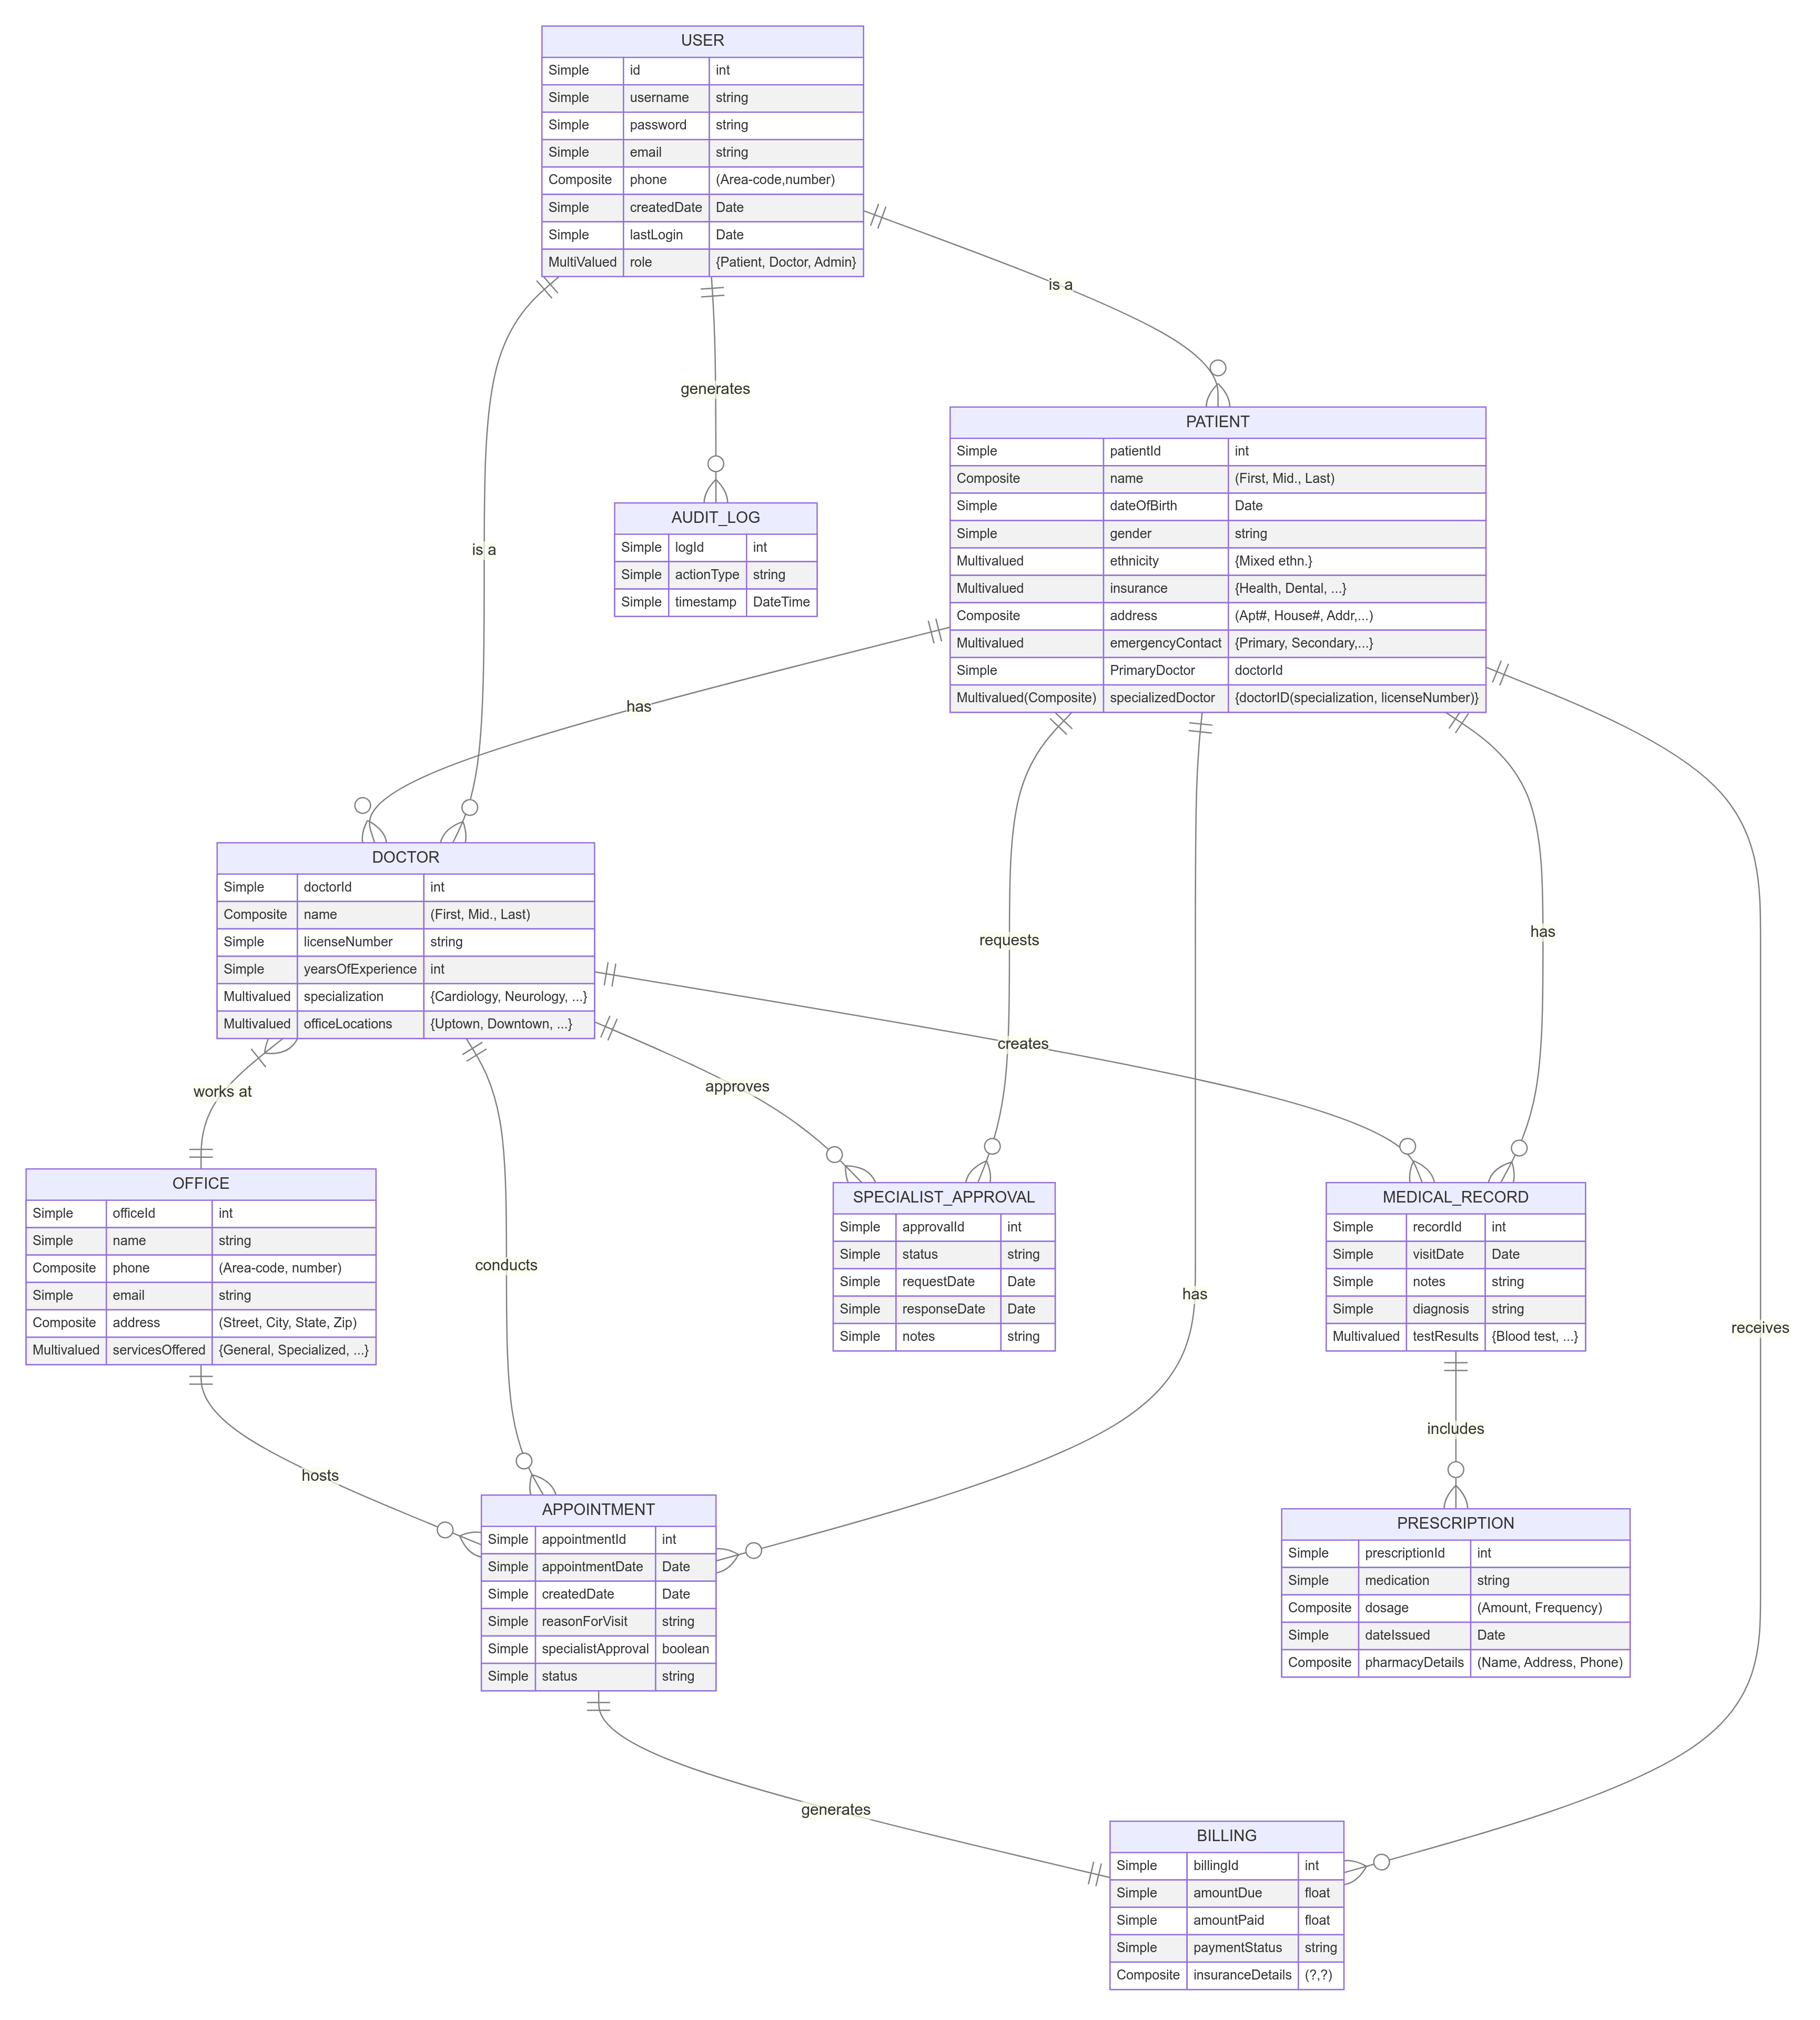 USER
Simple id int
Simple username string
Simple password string
Simple email string
Composite phone (Area-code,number)
Simple createdDate Date
Simple lastLogin Date
MultiValued role {Patient, Doctor, Admin}
is a
generates
PATIENT
Simple patientId int
Composite name (First, Mid., Last)
Simple dateOfBirth Date
Simple gender string
Multivalued ethnicity {Mixed ethn.}
Multivalued insurance {Health, Dental, ...}
Composite address (Apt#, House#, Addr,...)
Multivalued emergencyContact {Primary, Secondary,...}
Simple PrimaryDoctor doctorId
Multivalued(Composite) specializedDoctor {doctorID(specialization, licenseNumber)}
AUDIT_LOG
Simple logId int
Simple actionType string
Simple timestamp DateTime
is a
has
DOCTOR
Simple doctorId int
Composite name (First, Mid., Last)
Simple licenseNumber string
Simple yearsOfExperience int
Multivalued specialization {Cardiology, Neurology, ...}
Multivalued officeLocations {Uptown, Downtown, ...}
requests
has
creates
works at
approves
OFFICE
Simple officeId int
Simple name string
Composite phone (Area-code, number)
Simple email string
Composite address (Street, City, State, Zip)
Multivalued servicesOffered {General, Specialized, ...}
conducts
SPECIALIST_APPROVAL
Simple approvalId int
Simple status string
Simple requestDate Date
Simple responseDate Date
Simple notes string
has
MEDICAL_RECORD
Simple recordId int
Simple visitDate Date
Simple notes string
Simple diagnosis string
Multivalued testResults {Blood test, ...}
receives
includes
hosts
APPOINTMENT
Simple appointmentId int
Simple appointmentDate Date
Simple createdDate Date
Simple reasonForVisit string
Simple specialistApproval boolean
Simple status string
PRESCRIPTION
Simple prescriptionId int
Simple medication string
Composite dosage (Amount, Frequency)
Simple dateIssued Date
Composite pharmacyDetails (Name, Address, Phone)
generates
BILLING
Simple billingId int
Simple amountDue float
Simple amountPaid float
Simple paymentStatus string
Composite insuranceDetails (?,?)